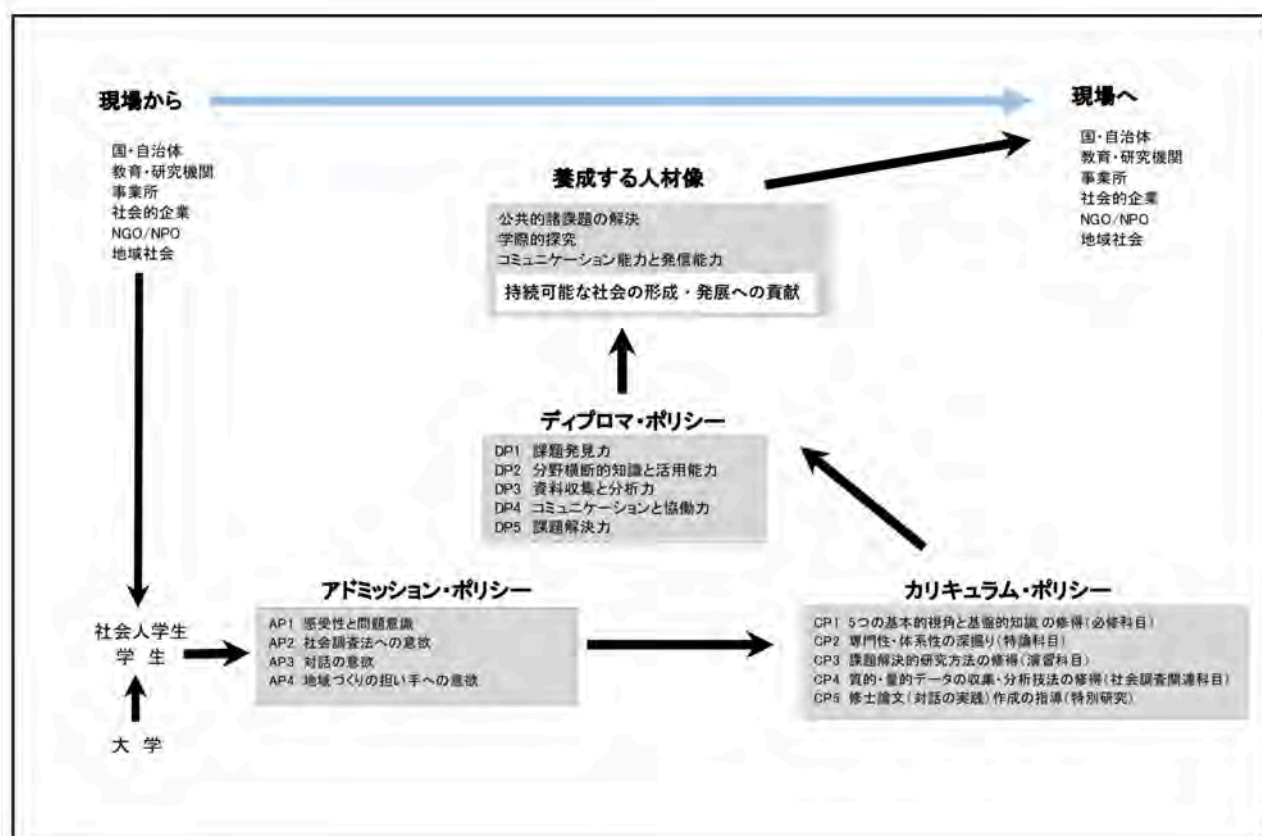 現場から
国・自治体
教育・研究機関
事業所
社会的企業
NGO/NPO
地域社会
現場へ
国・自治体
教育・研究機関
事業所
社会的企業
NGO/NPO
地域社会
養成する人材像
公共的諸課題の解決
学際的探究
コミュニケーション能力と発信能力
持続可能な社会の形成・発展への貢献
ディプロマ・ポリシー
DP1 課題発見力
DP2 分野横断的知識と活用能力
DP3 資料収集と分析力
DP4 コミュニケーションと協働力
DP5 課題解決力
社会人学生
学 生
大 学
アドミッション・ポリシー
AP1 感受性と問題意識
AP2 社会調査法への意欲
AP3 対話の意欲
AP4 地域づくりの担い手への意欲
カリキュラム・ポリシー
CP1 5つの基本的視角と基盤的知識の修得(必修科目)
CP2 専門性・体系性の深掘り(特論科目)
CP3 課題解決的研究方法の修得(演習科目)
CP4 質的・量的データの収集・分析技法の修得(社会調査関連科目)
CP5 修士論文(対話の実践)作成の指導(特別研究)